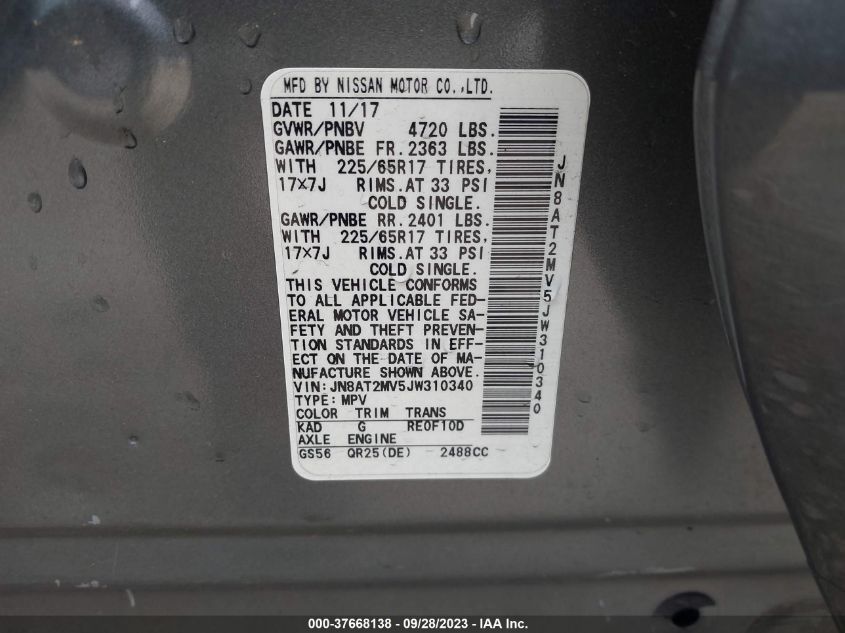 MFD BY NISSAN MOTOR CO.,LTD.
DATE 11/17
GVWR/PNBV 4720 LBS.
GAWR/PNBE FR. 2363 LBS.
WITH 225/65R17 TIRES,
17x7J RIMS.AT 33 PSI
COLD SINGLE.
GAWR/PNBE RR. 2401 LBS.
WITH 225/65R17 TIRES,
17x7J RIMS.AT 33 PSI
COLD SINGLE.
THIS VEHICLE CONFORMS
TO ALL APPLICABLE FED-
ERAL MOTOR VEHICLE SA-
FETY AND THEFT PREVEN-
TION STANDARDS IN EFF-
ECT ON THE DATE OF MA-
NUFACTURE SHOWN ABOVE.
VIN:JN8AT2MV5JW310340
TYPE:MPV
COLOR TRIM TRANS
KAD G RE0F10D
AXLE ENGINE
GS56 QR25(DE) 2488CC
JN8AT2MV5JW310340
000-37668138 - 09/28/2023 - IAA, Inc.